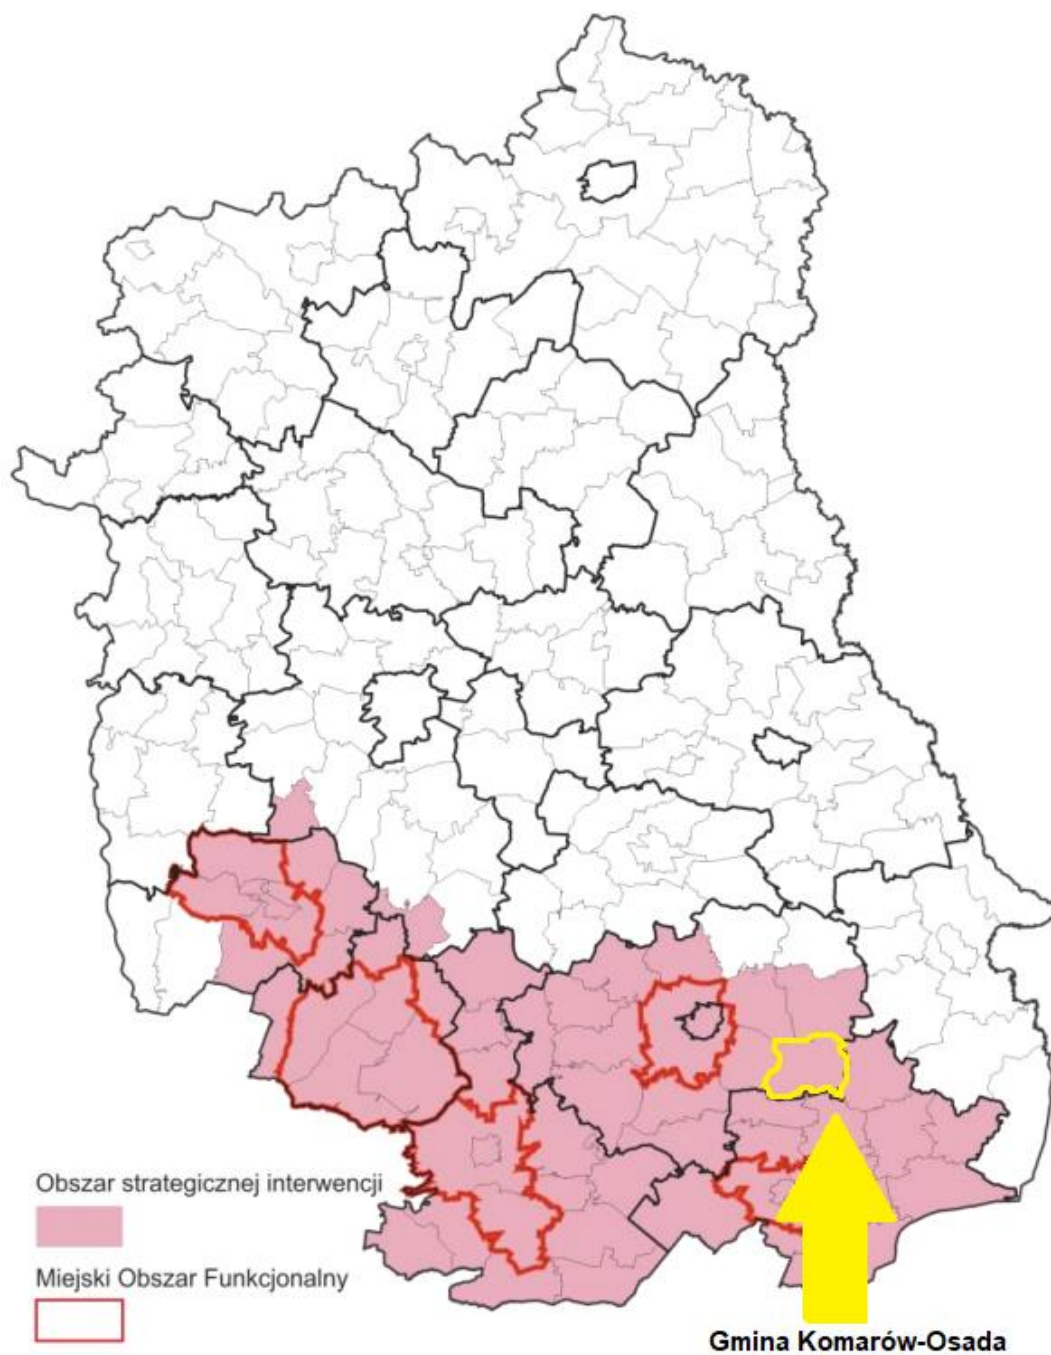 Obszar strategicznej interwencji
Miejski Obszar Funkcjonalny
Gmina Komarów-Osada